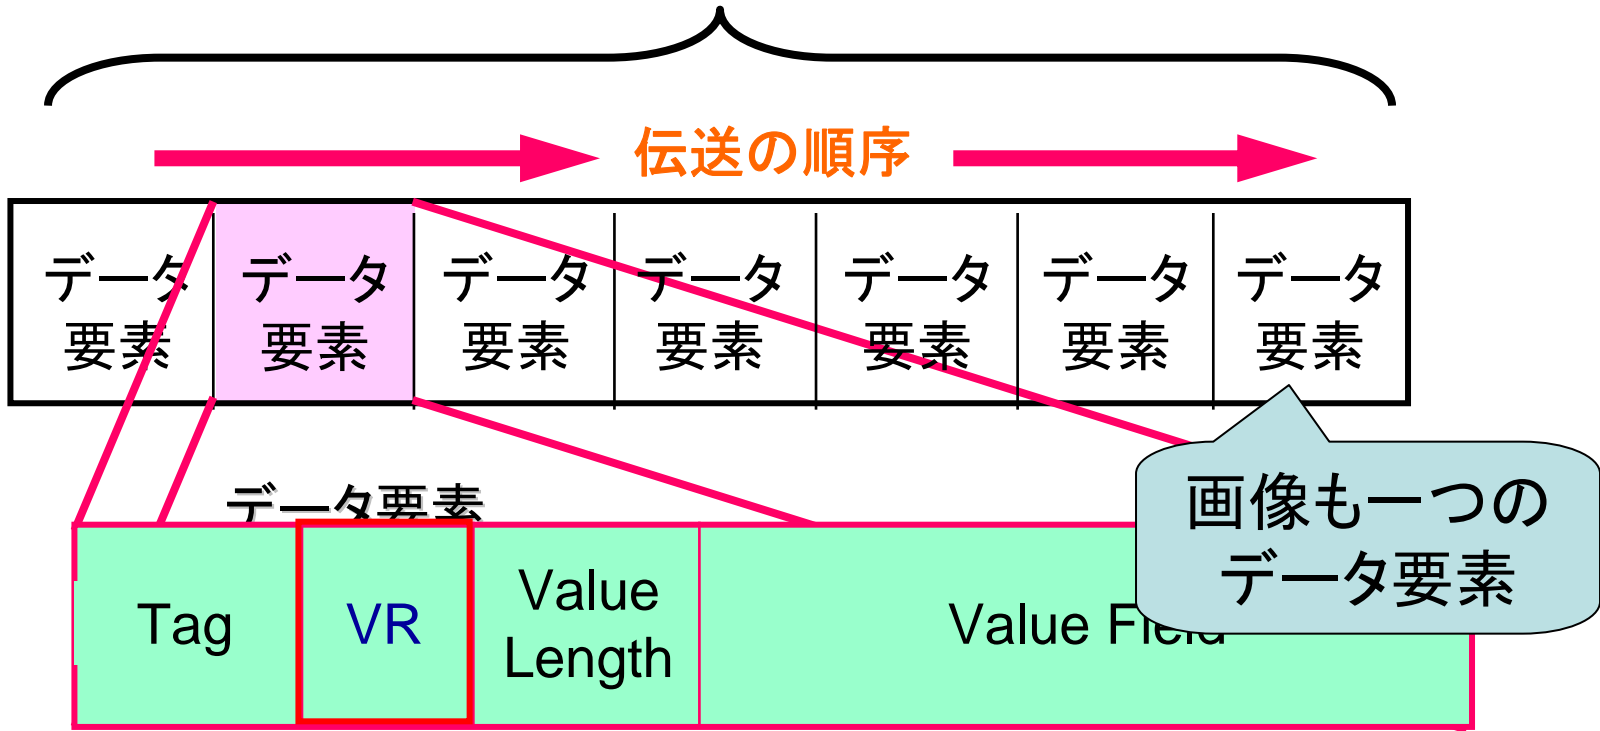 伝送の順序
データ
要素
データ
要素
データ
要素
データ
要素
データ
要素
データ
要素
データ
要素
画像も一つの
データ要素
データ要素
Tag
VR
Value
Length
Value Field